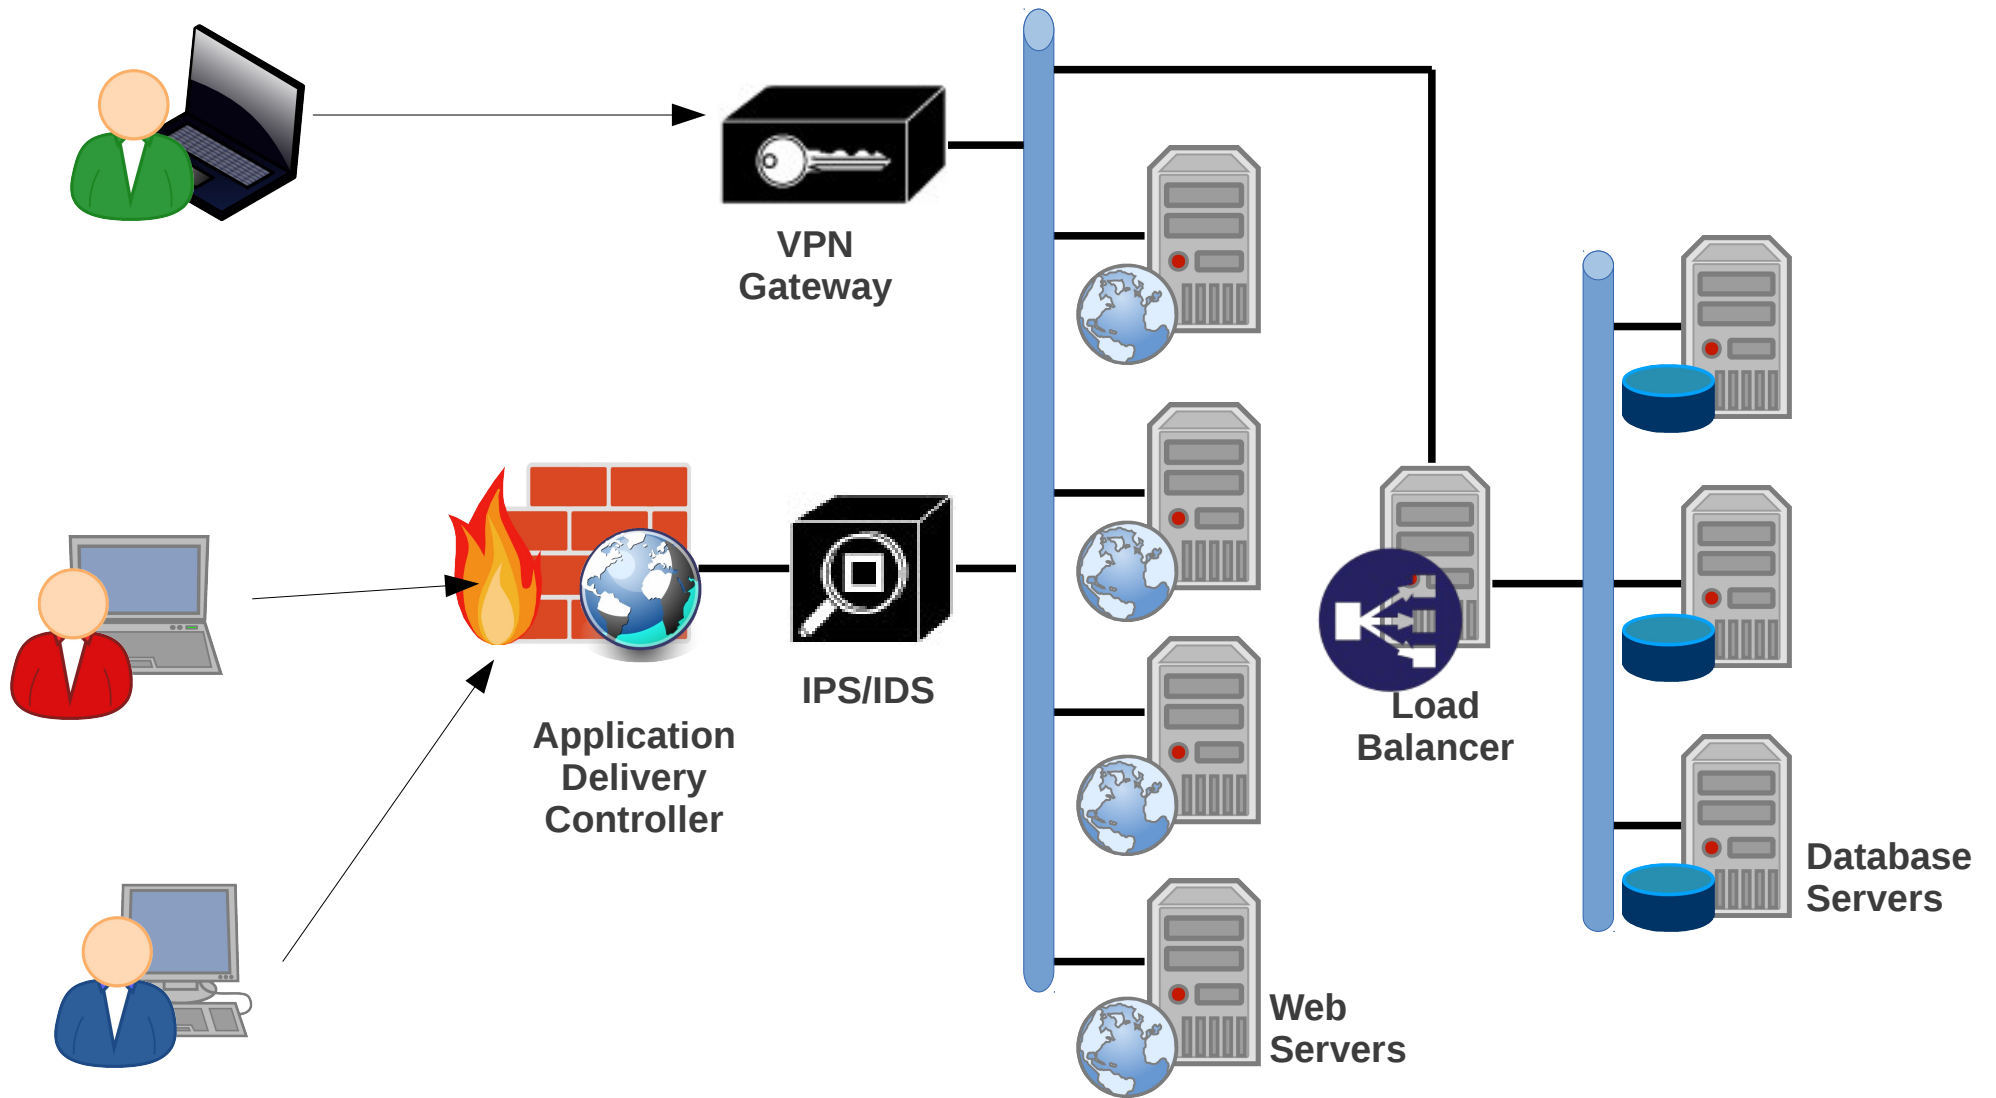 VPN
Gateway
IPS/IDS
Application
Delivery
Controller
Load
Balancer
Database
Servers
Web
Servers